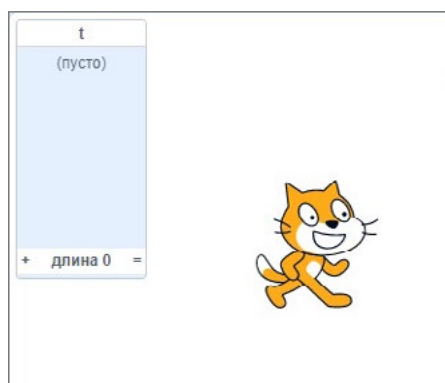 t
(пусто)
+ длина 0 =